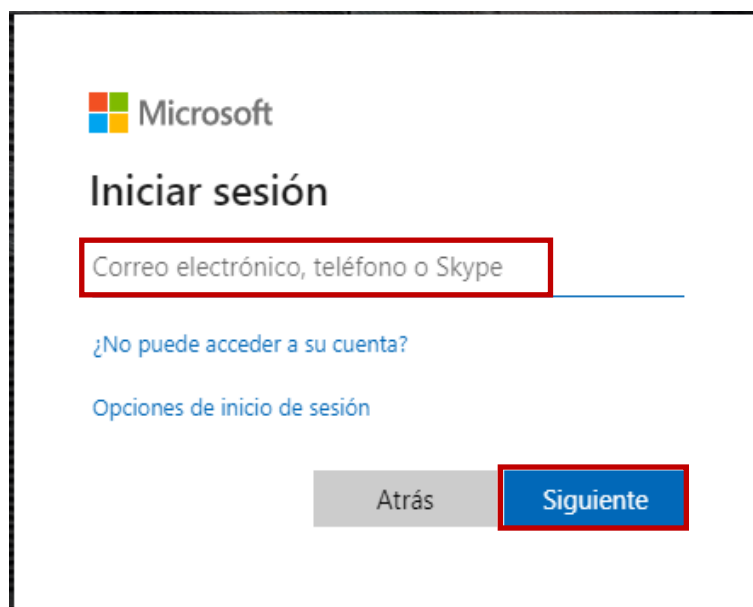 Microsoft
Iniciar sesión
Correo electrónico, teléfono o Skype
¿No puede acceder a su cuenta?
Opciones de inicio de sesión
Atrás Siguiente